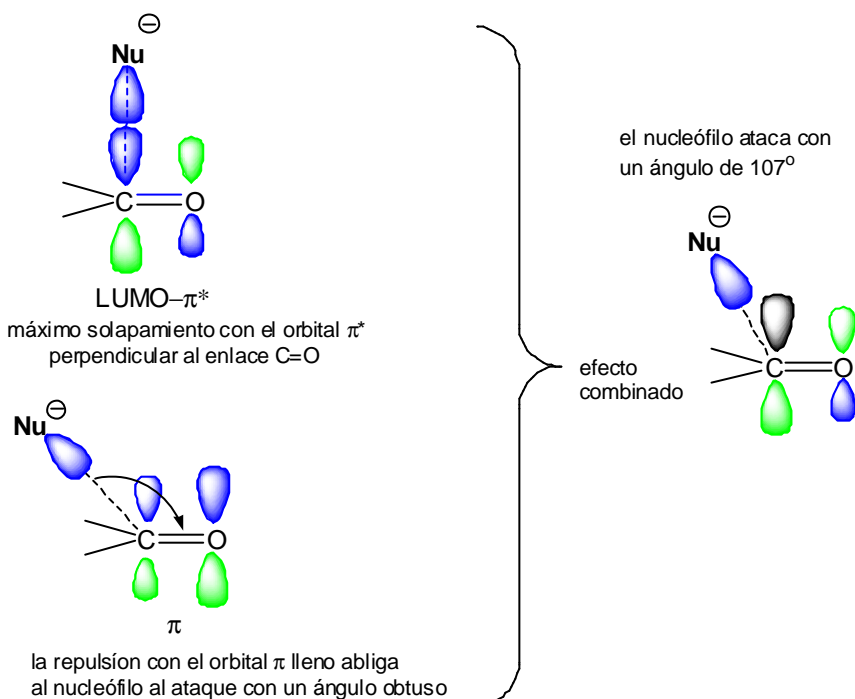 Nu ⊖
C=O
LUMO–π*
máximo solapamiento con el orbital π*
perpendicular al enlace C=O
Nu ⊖
C=O
π
la repulsíon con el orbital π lleno abliga
al nucleófilo al ataque con un ángulo obtuso
efecto
combinado
el nucleófilo ataca con
un ángulo de 107º
⊖
Nu
C=O